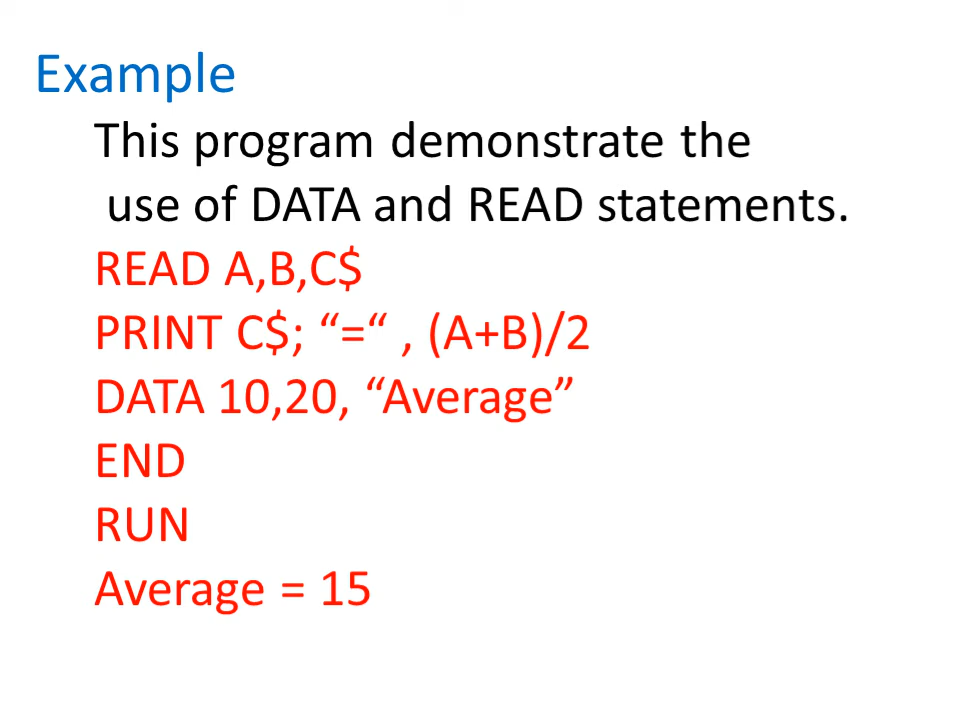 Example
This program demonstrate the
use of DATA and READ statements.
READ A,B,C$
PRINT C$; “=“ , (A+B)/2
DATA 10,20, “Average”
END
RUN
Average = 15